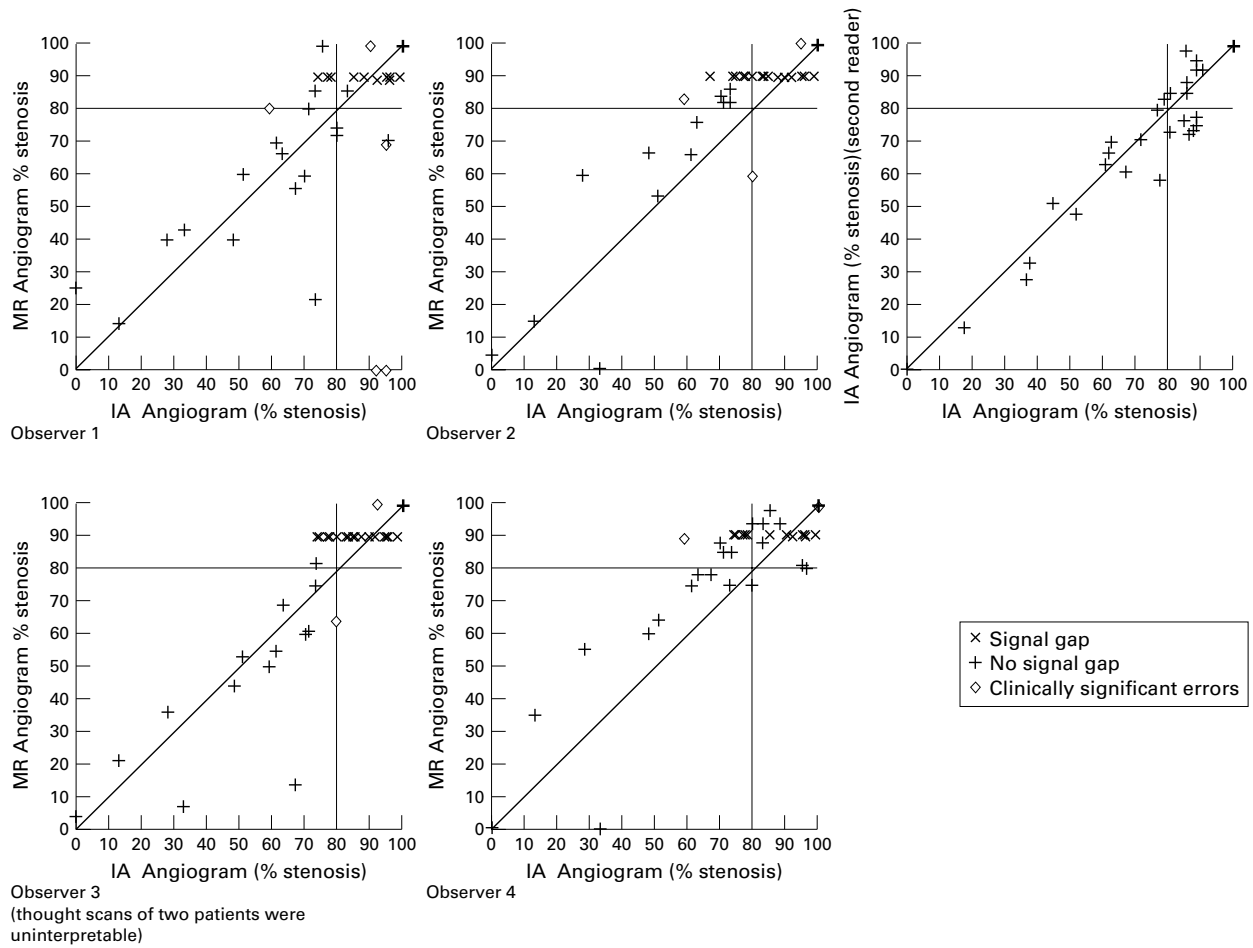 100
90
80
70
60
50
40
30
20
10
0
MR Angiogram % stenosis
0 10 20 30 40 50 60 70 80 90 100
IA Angiogram (% stenosis)
Observer 1
100
90
80
70
60
50
40
30
20
10
0
MR Angiogram % stenosis
0 10 20 30 40 50 60 70 80 90 100
IA Angiogram (% stenosis)
Observer 2
100
90
80
70
60
50
40
30
20
10
0
IA Angiogram (% stenosis)(second reader)
0 10 20 30 40 50 60 70 80 90 100
IA Angiogram (% stenosis)
100
90
80
70
60
50
40
30
20
10
0
MR Angiogram % stenosis
0 10 20 30 40 50 60 70 80 90 100
IA Angiogram (% stenosis)
Observer 3
(thought scans of two patients were
uninterpretable)
100
90
80
70
60
50
40
30
20
10
0
MR Angiogram % stenosis
0 10 20 30 40 50 60 70 80 90 100
IA Angiogram (% stenosis)
Observer 4
Signal gap
No signal gap
Clinically significant errors